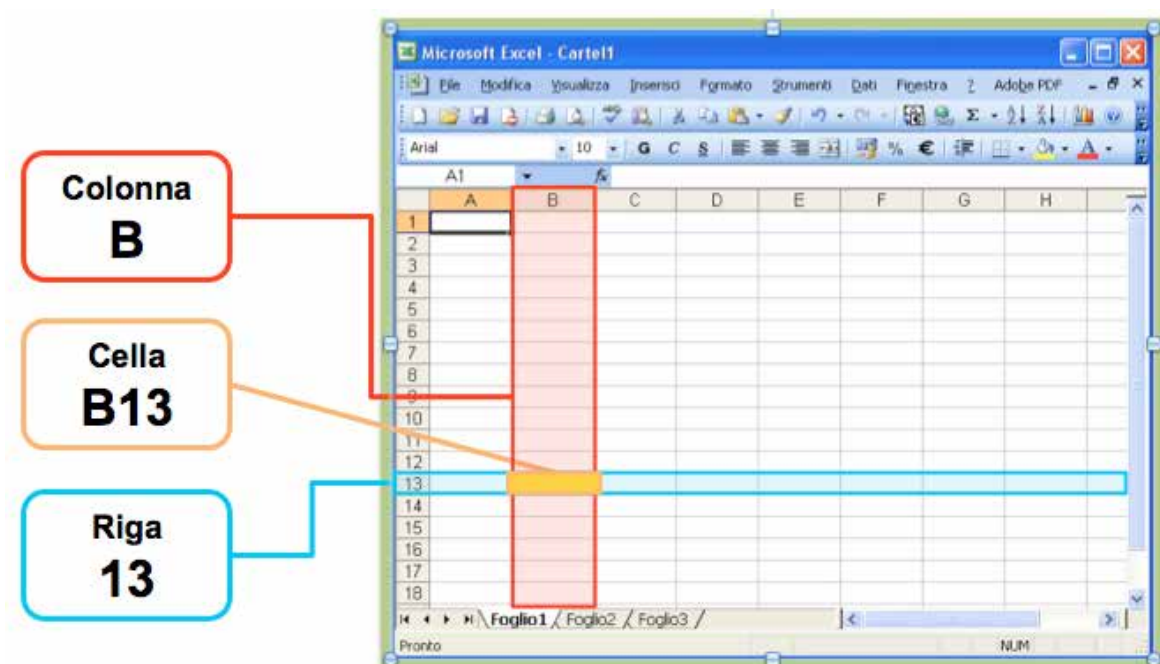 Microsoft Excel - Cartel1
File Modifica Visualizza Inserisci Formato Strumenti Dati Finestra ? Adobe PDF
Arial 10 G C S % €
A1 fx
A B C D E F G H
1
2
3
4
5
6
7
8
9
10
11
12
13
14
15
16
17
18
Foglio1 Foglio2 Foglio3
Pronto NUM
Colonna
B
Cella
B13
Riga
13